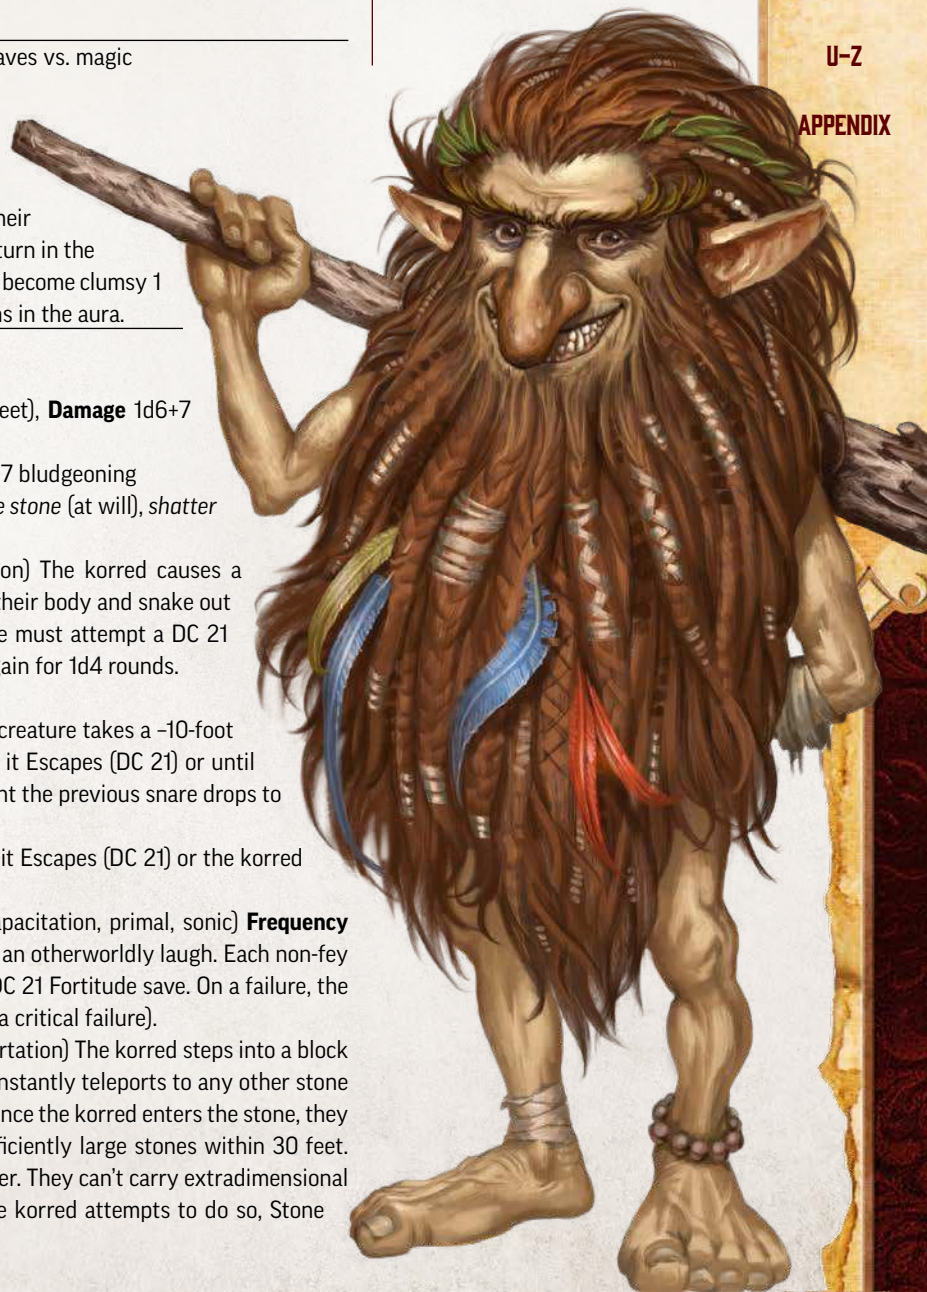 aves vs. magic
U–Z
APPENDIX
heir
turn in the
become clumsy 1
ns in the aura.
eet), Damage 1d6+7
7 bludgeoning
e stone (at will), shatter
on) The korred causes a
their body and snake out
e must attempt a DC 21
gain for 1d4 rounds.
creature takes a –10-foot
it Escapes (DC 21) or until
nt the previous snare drops to
it Escapes (DC 21) or the korred
apacitation, primal, sonic) Frequency
an otherworldly laugh. Each non-fey
DC 21 Fortitude save. On a failure, the
a critical failure).
rtation) The korred steps into a block
nstantly teleports to any other stone
nce the korred enters the stone, they
ficiently large stones within 30 feet.
er. They can't carry extradimensional
e korred attempts to do so, Stone